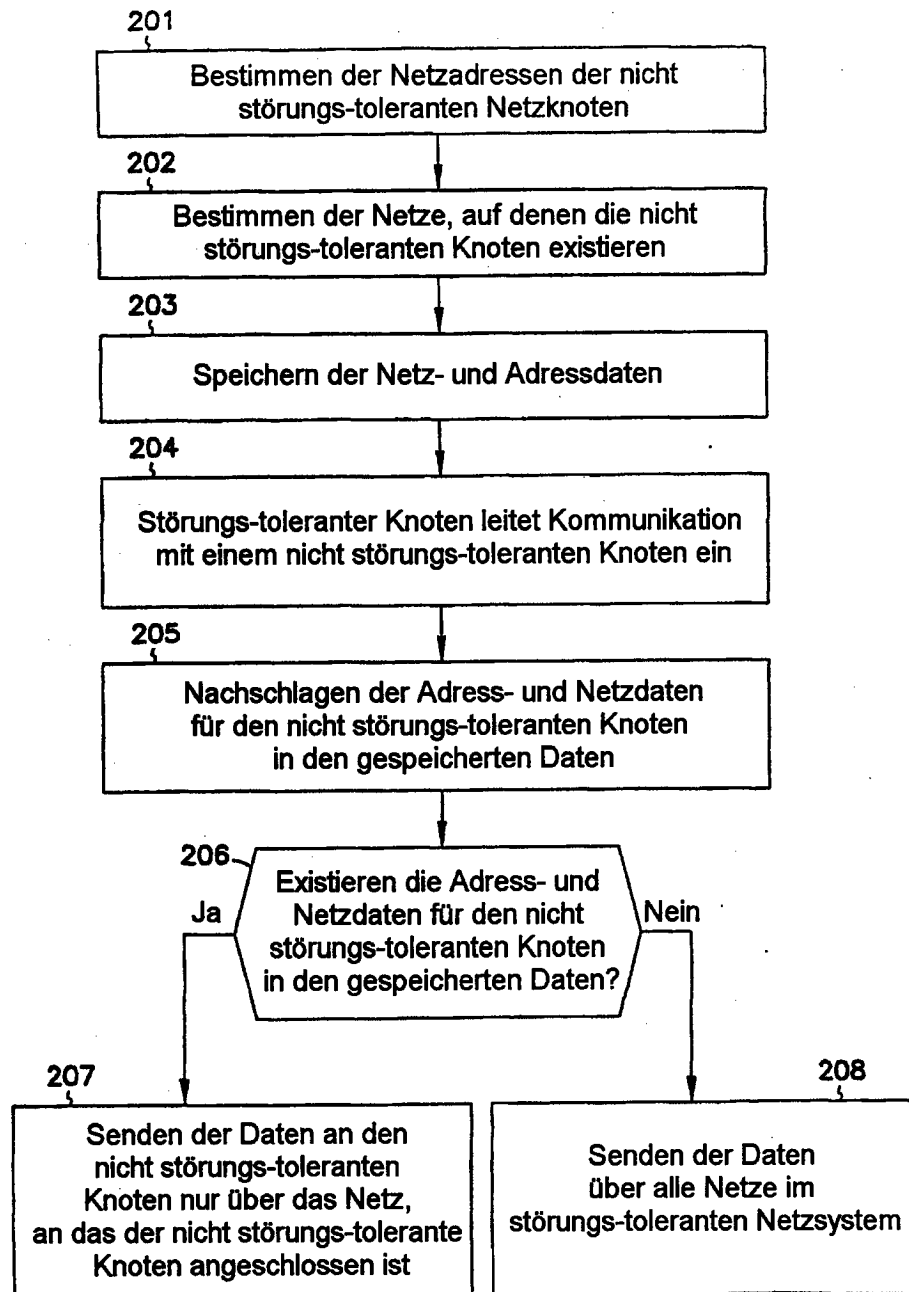 201
Bestimmen der Netzadressen der nicht
störungs-toleranten Netzknoten
202
Bestimmen der Netze, auf denen die nicht
störungs-toleranten Knoten existieren
203
Speichern der Netz- und Adressdaten
204
Störungs-toleranter Knoten leitet Kommunikation
mit einem nicht störungs-toleranten Knoten ein
205
Nachschlagen der Adress- und Netzdaten
für den nicht störungs-toleranten Knoten
in den gespeicherten Daten
206
Existieren die Adress- und
Netzdaten für den nicht
störungs-toleranten Knoten
in den gespeicherten Daten?
Ja
Nein
207
Senden der Daten an den
nicht störungs-toleranten
Knoten nur über das Netz,
an das der nicht störungs-tolerante
Knoten angeschlossen ist
208
Senden der Daten
über alle Netze im
störungs-toleranten Netzsystem